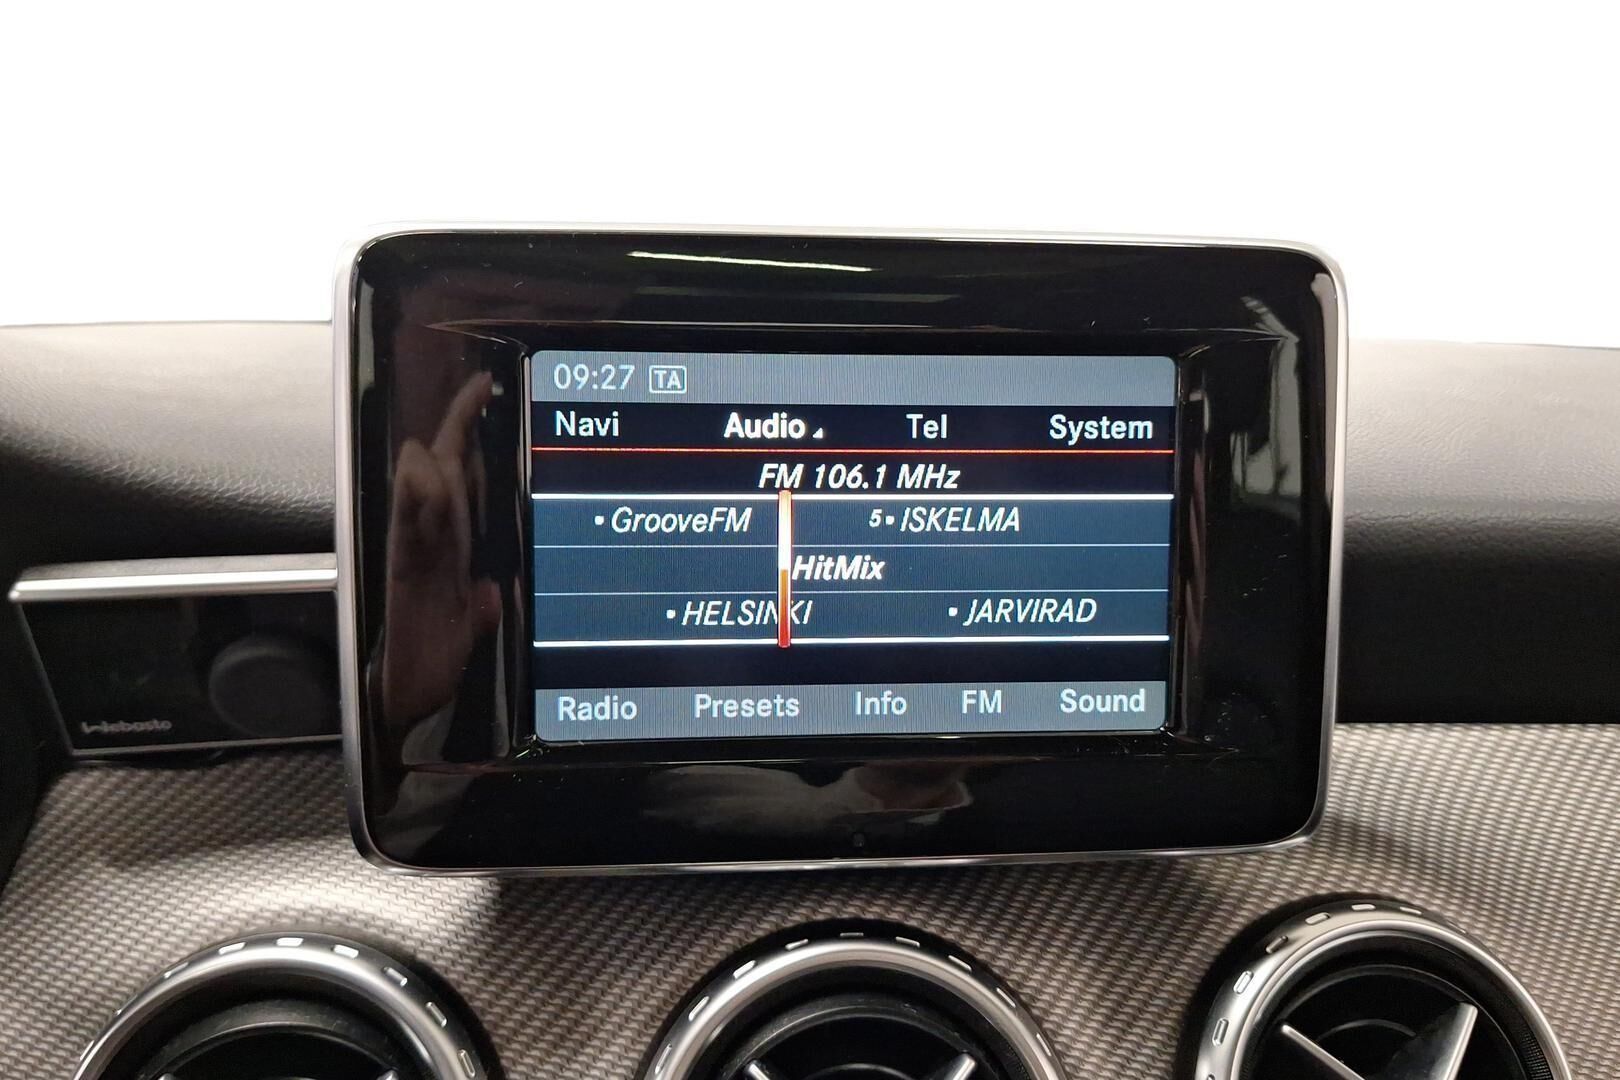 09:27 TA
Navi Audio Tel System
FM 106.1 MHz
•GrooveFM 5•ISKELMA
HitMix
•HELSINKI •JARVIRAD
Radio Presets Info FM Sound
Webasto